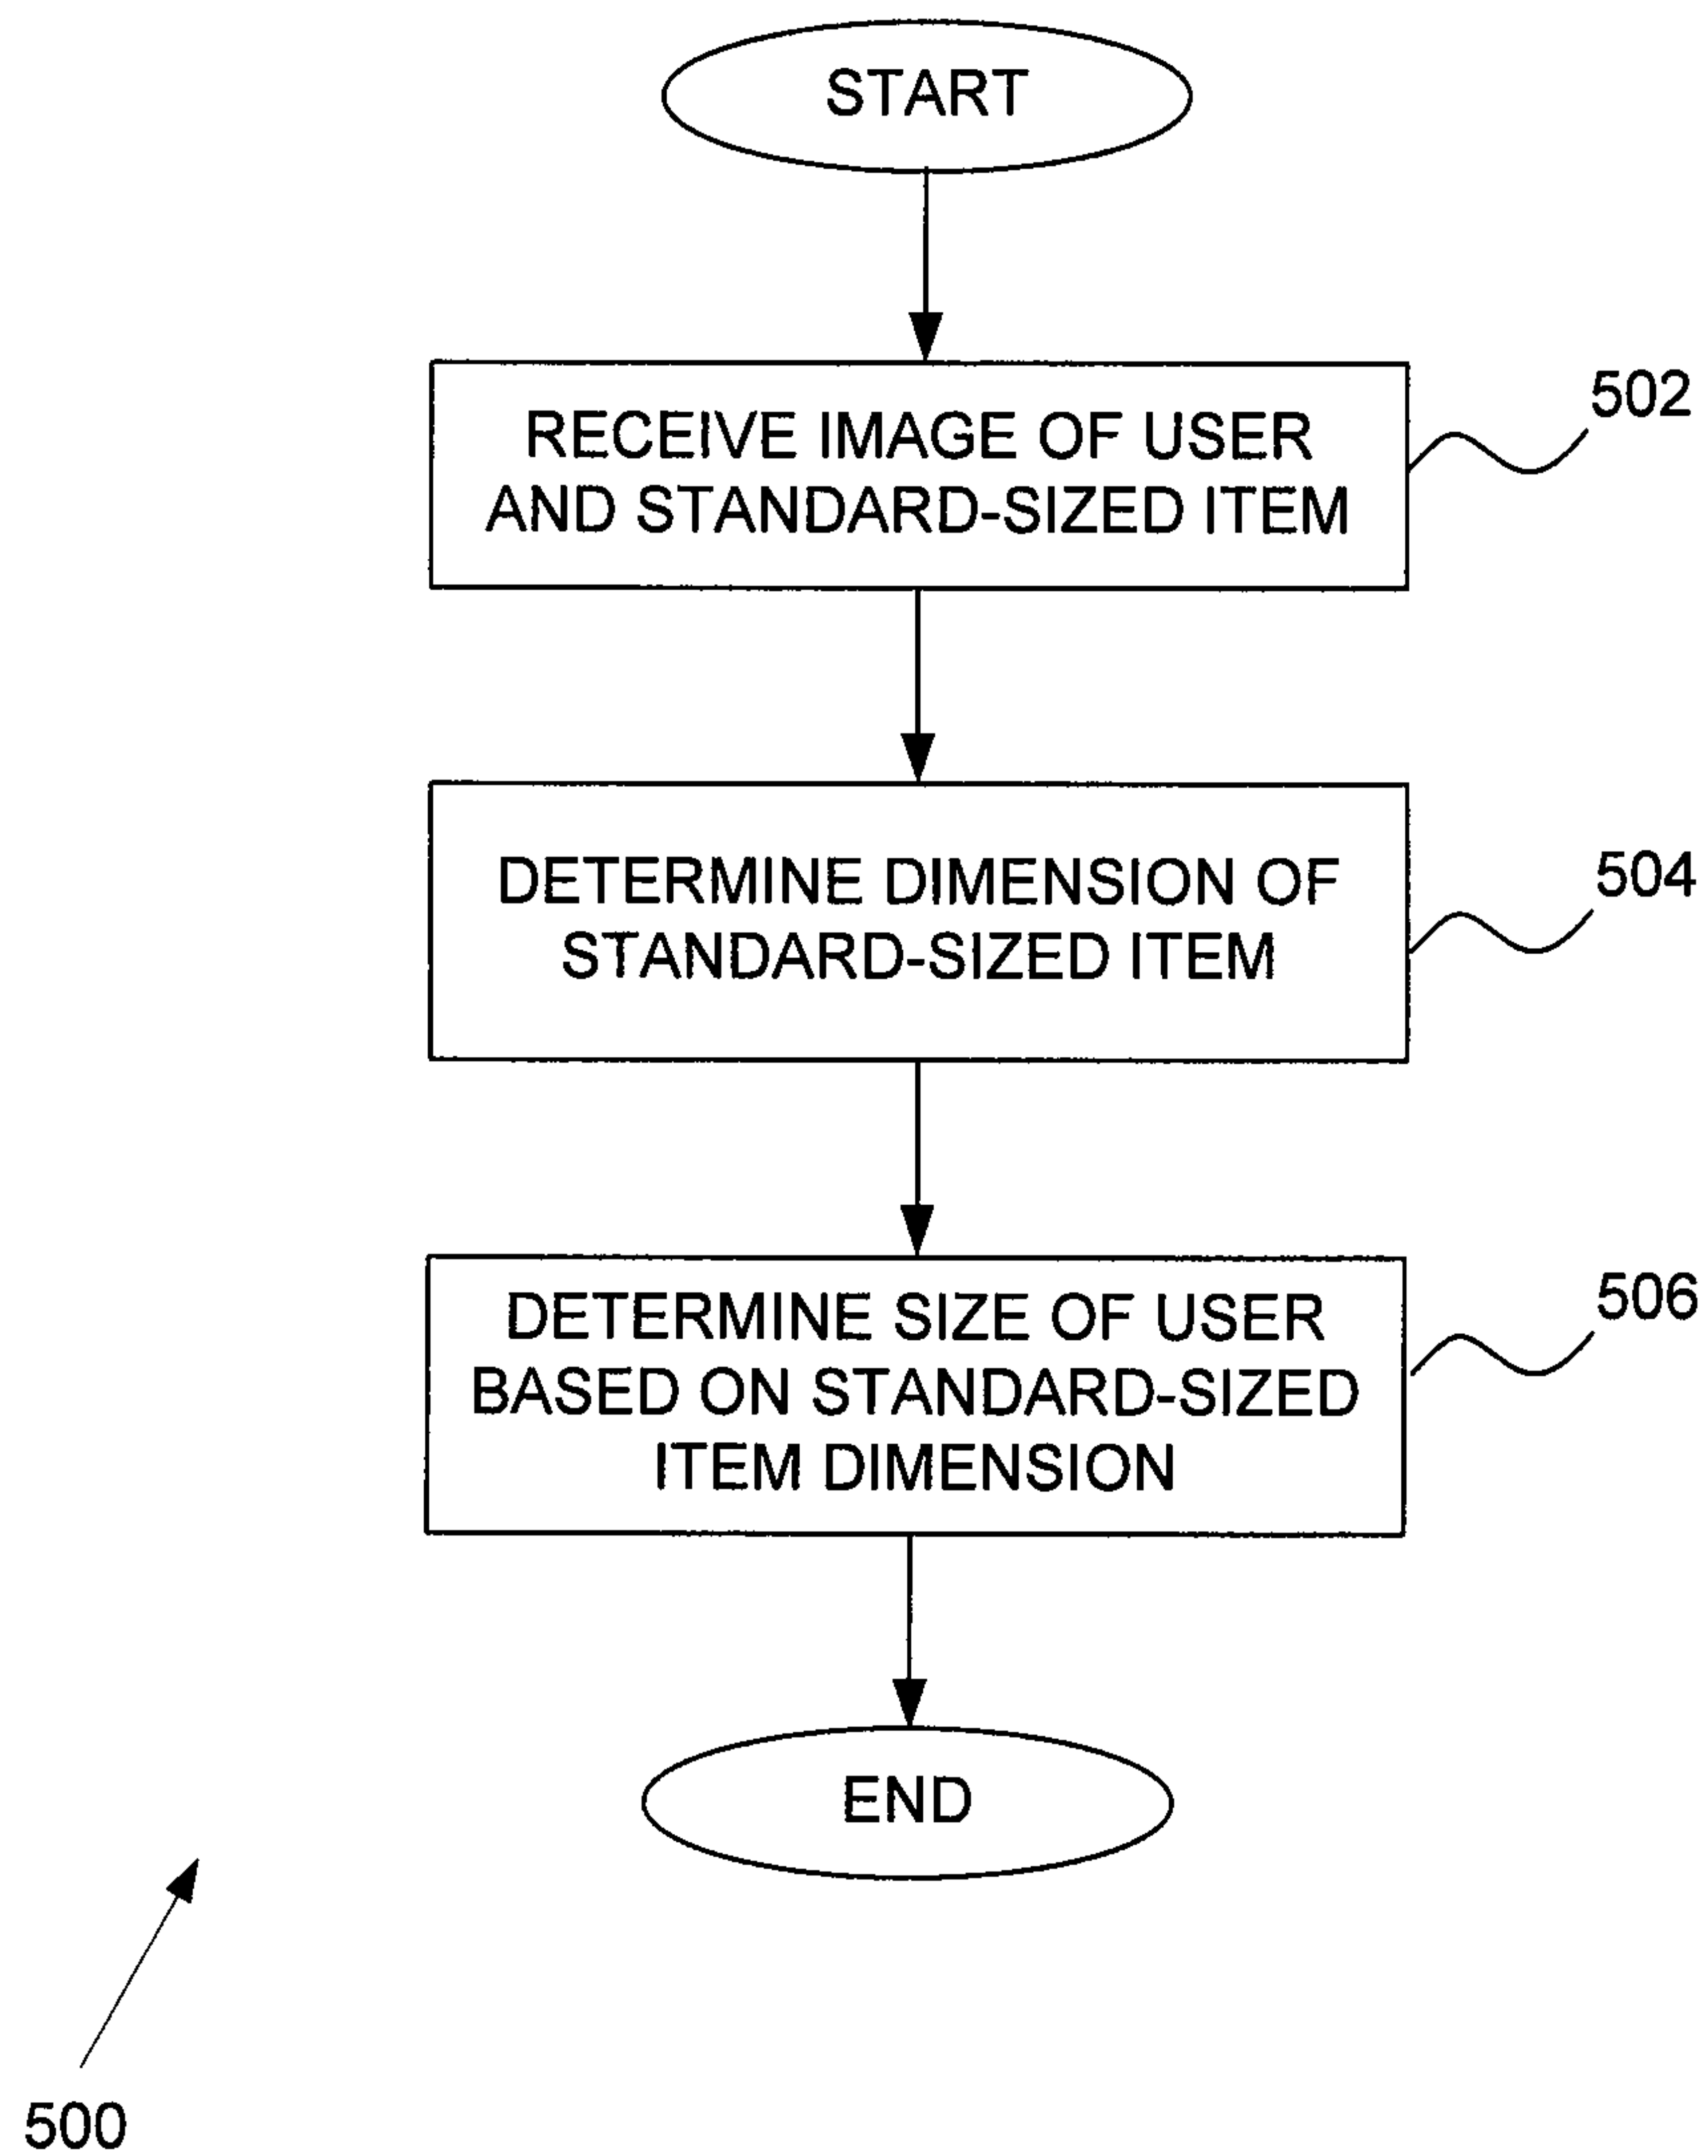 START
RECEIVE IMAGE OF USER
AND STANDARD-SIZED ITEM
502
DETERMINE DIMENSION OF
STANDARD-SIZED ITEM
504
DETERMINE SIZE OF USER
BASED ON STANDARD-SIZED
ITEM DIMENSION
506
END
500